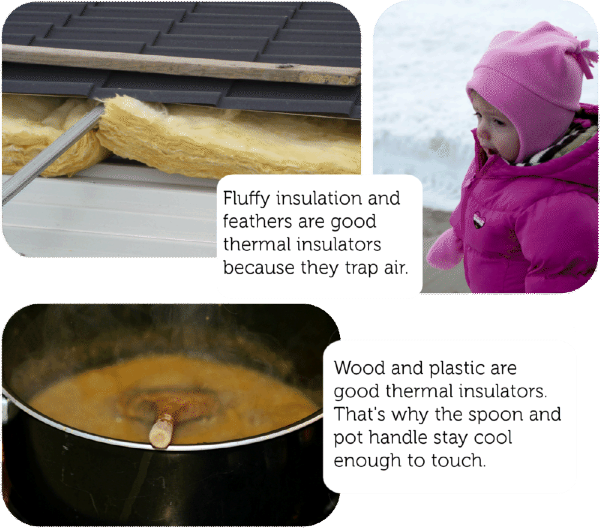 Fluffy insulation and
feathers are good
thermal insulators
because they trap air.
Wood and plastic are
good thermal insulators.
That's why the spoon and
pot handle stay cool
enough to touch.